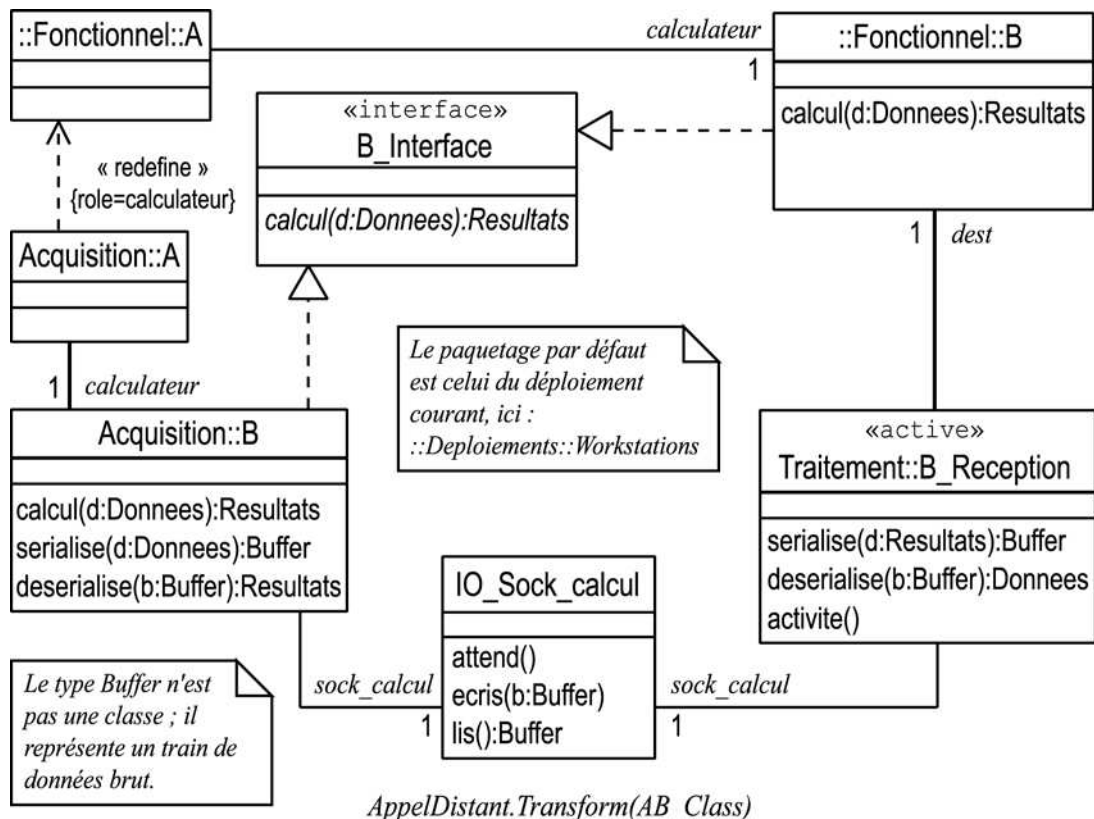 ::Fonctionnel::A
calculateur
1
::Fonctionnel::B
calcul(d:Donnees):Resultats
«interface»
B_Interface
calcul(d:Donnees):Resultats
« redefine »
{role=calculateur}
Acquisition::A
1 calculateur
1 dest
Le paquetage par défaut
est celui du déploiement
courant, ici :
::Deploiements::Workstations
Acquisition::B
calcul(d:Donnees):Resultats
serialise(d:Donnees):Buffer
deserialise(b:Buffer):Resultats
«active»
Traitement::B_Reception
serialise(d:Resultats):Buffer
deserialise(b:Buffer):Donnees
activite()
IO_Sock_calcul
attend()
ecris(b:Buffer)
lis():Buffer
sock_calcul
1
sock_calcul
1
Le type Buffer n'est
pas une classe ; il
représente un train de
données brut.
AppelDistant.Transform(AB_Class)